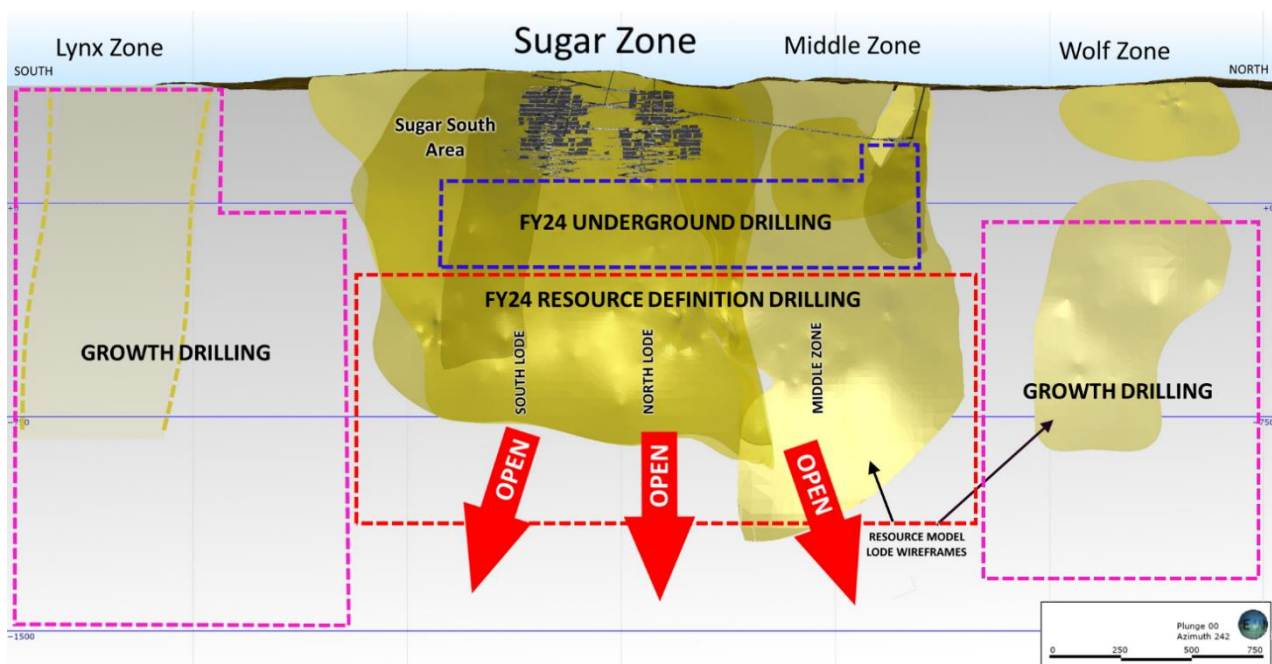 Lynx Zone
Sugar Zone
Middle Zone
Wolf Zone
SOUTH
NORTH
Sugar South
Area
FY24 UNDERGROUND DRILLING
FY24 RESOURCE DEFINITION DRILLING
SOUTH LODE
NORTH LODE
MIDDLE ZONE
GROWTH DRILLING
GROWTH DRILLING
OPEN
OPEN
OPEN
RESOURCE MODEL
LODE WIREFRAMES
-1500
Plunge 00
Azimuth 242
0 250 500 750